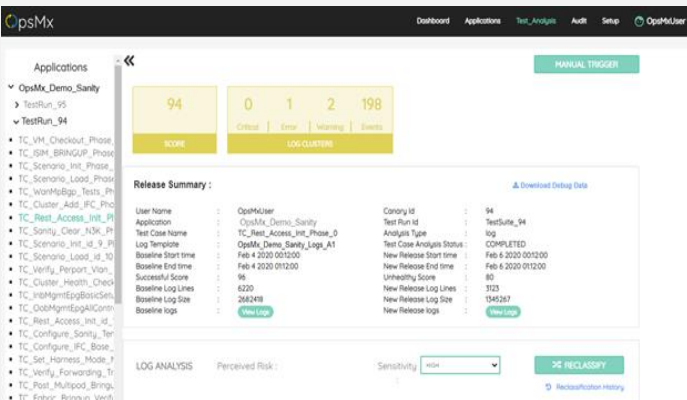 OpsMx
Dashboard Applications Test_Analysis Audit Setup OpsMxUser
Applications
OpsMx_Demo_Sanity
TestRun_95
TestRun_94
TC_VM_Checkout_Phase_
TC_ISIM_BRINGUP_Phase
TC_Scenario_Init_Phase_
TC_Scenario_Load_Phase
TC_WanMpBgp_Tests_Ph
TC_Cluster_Add_IFC_Pho
TC_Rest_Access_Init_Pl
TC_Sanity_Clear_N3K_Pl
TC_Scenario_Init_id_9_Pl
TC_Scenario_Load_id_10
TC_Verify_Perport_Vlan_
TC_Cluster_Health_Check
TC_InbMgmtEpgBasicSetu
TC_OobMgmtEpgAllContr
TC_Rest_Access_Init_id_
TC_Configure_Sanity_Ter
TC_Configure_IFC_Base_
TC_Set_Harness_Mode_N
TC_Verify_Forwarding_Tr
TC_Post_Multipod_Bringu
TC_Fabric_Bringup_Verifi
MANUAL TRIGGER
94
SCORE
0 1 2 198
Critical Error Warning Events
LOG CLUSTERS
Release Summary :
Download Debug Data
User Name : OpsMxUser Canary Id : 94
Application : OpsMx_Demo_Sanity Test Run Id : TestSuite_94
Test Case Name : TC_Rest_Access_Init_Phase_0 Analysis Type : log
Log Template : OpsMx_Demo_Sanity_Logs_A1 Test Case Analysis Status : COMPLETED
Baseline Start time : Feb 4 2020 00:12:00 New Release Start time : Feb 6 2020 00:12:00
Baseline End time : Feb 4 2020 01:12:00 New Release End time : Feb 6 2020 01:12:00
Successful Score : 96 Unhealthy Score : 80
Baseline Log Lines : 6220 New Release Log Lines : 3123
Baseline Log Size : 2682418 New Release Log Size : 1345267
Baseline logs : View Logs New Release logs : View Logs
LOG ANALYSIS Perceived Risk : Sensitivity : HIGH RECLASSIFY
Reclassification History